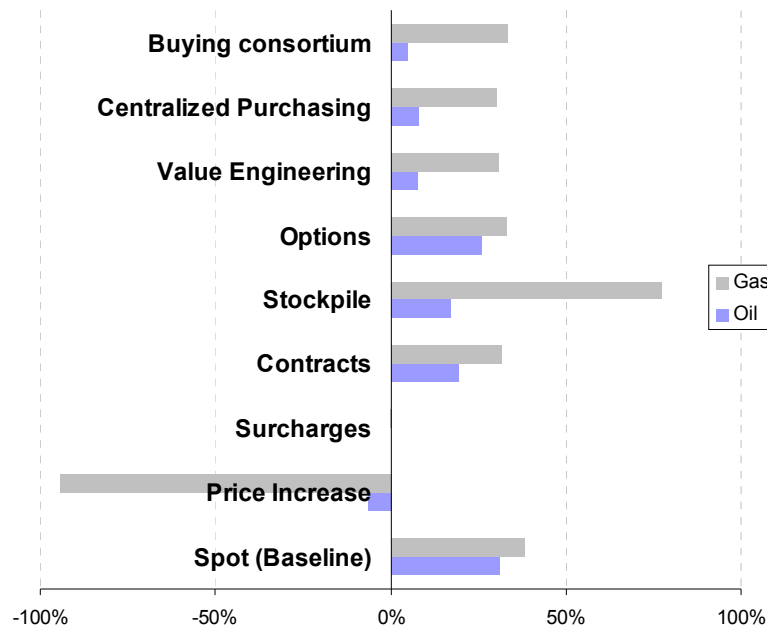 Buying consortium
Centralized Purchasing
Value Engineering
Options
Stockpile
Contracts
Surcharges
Price Increase
Spot (Baseline)
Gas
Oil
-100%
-50%
0%
50%
100%